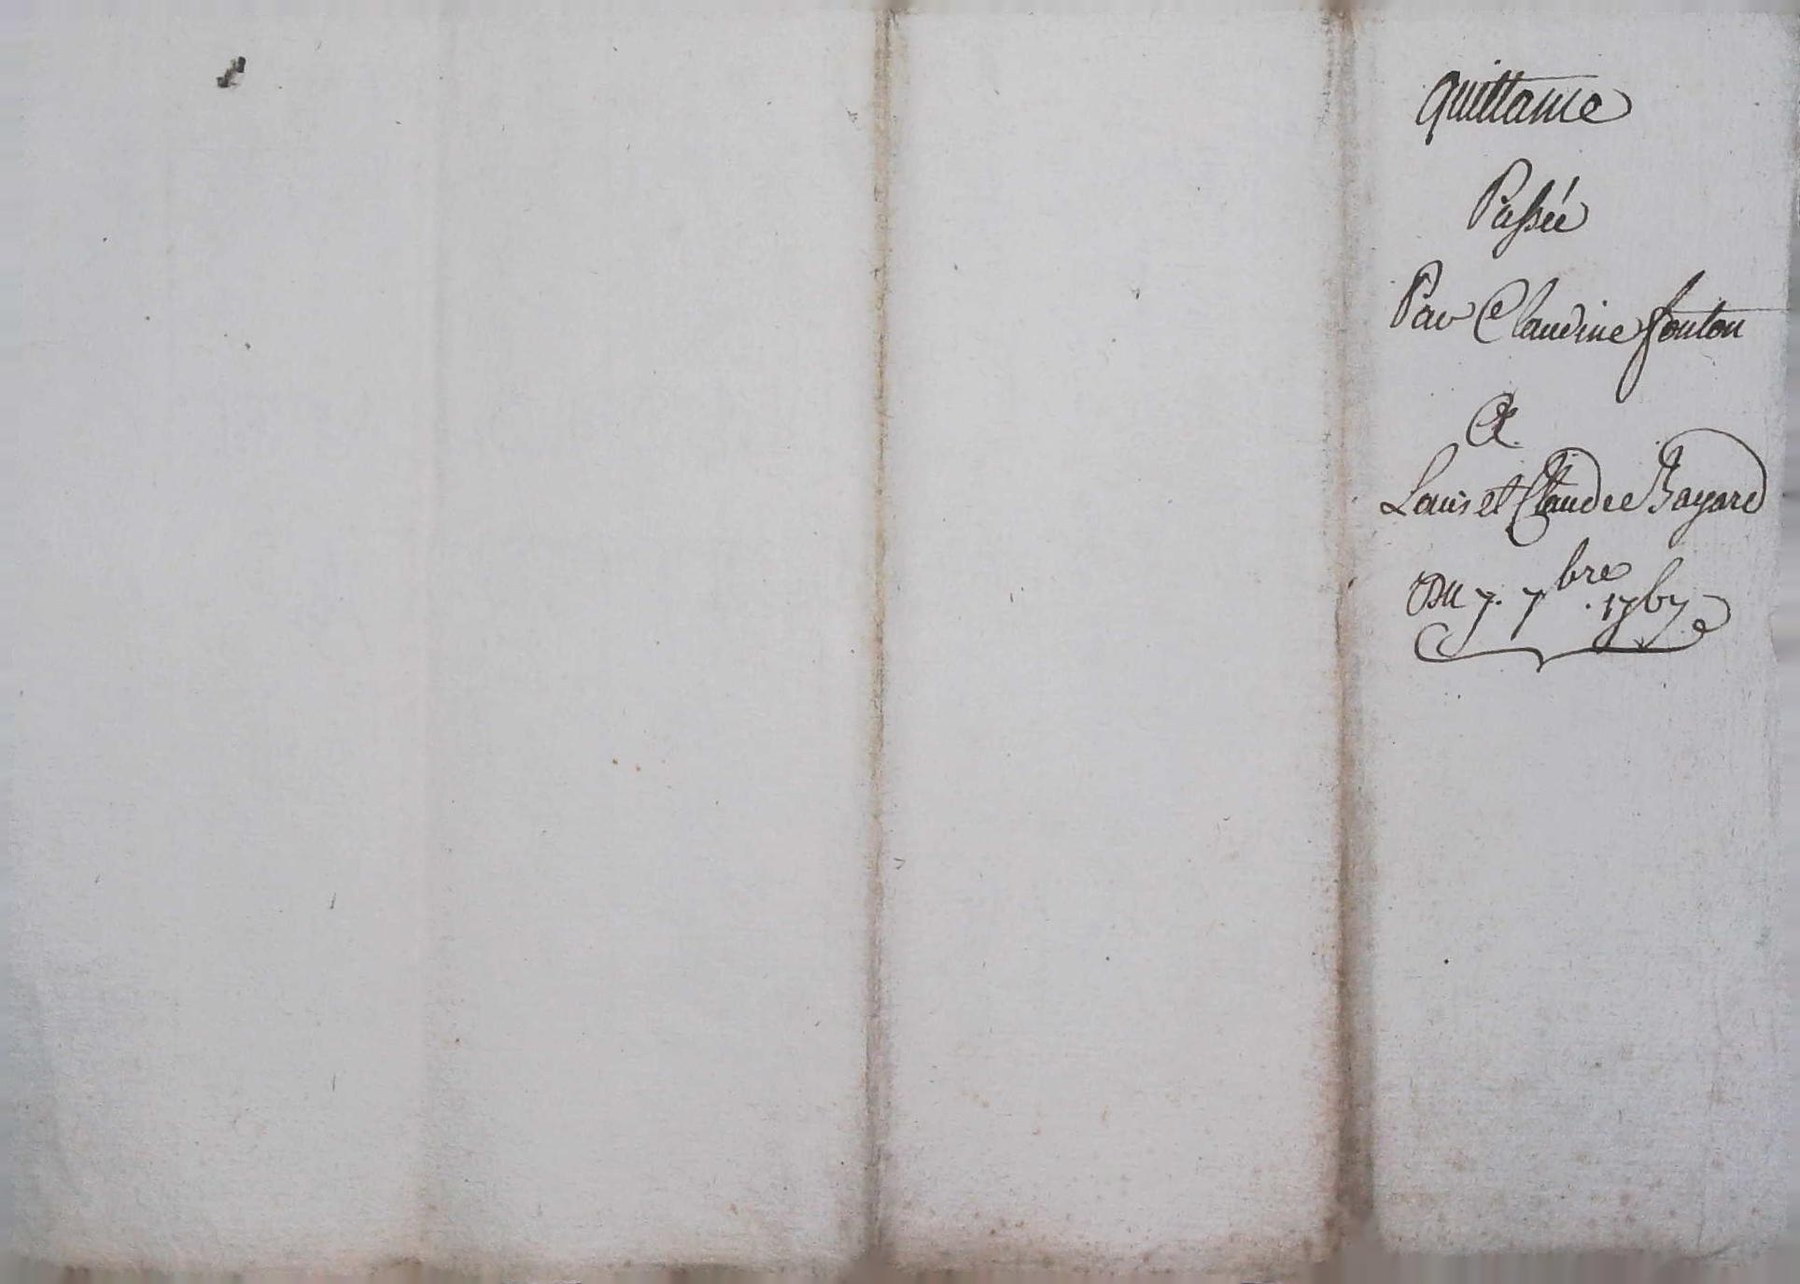 quittance
Passée
Par Claudine fonton
A
Louis et Claude Bayard
Du 7. 7bre. 1767